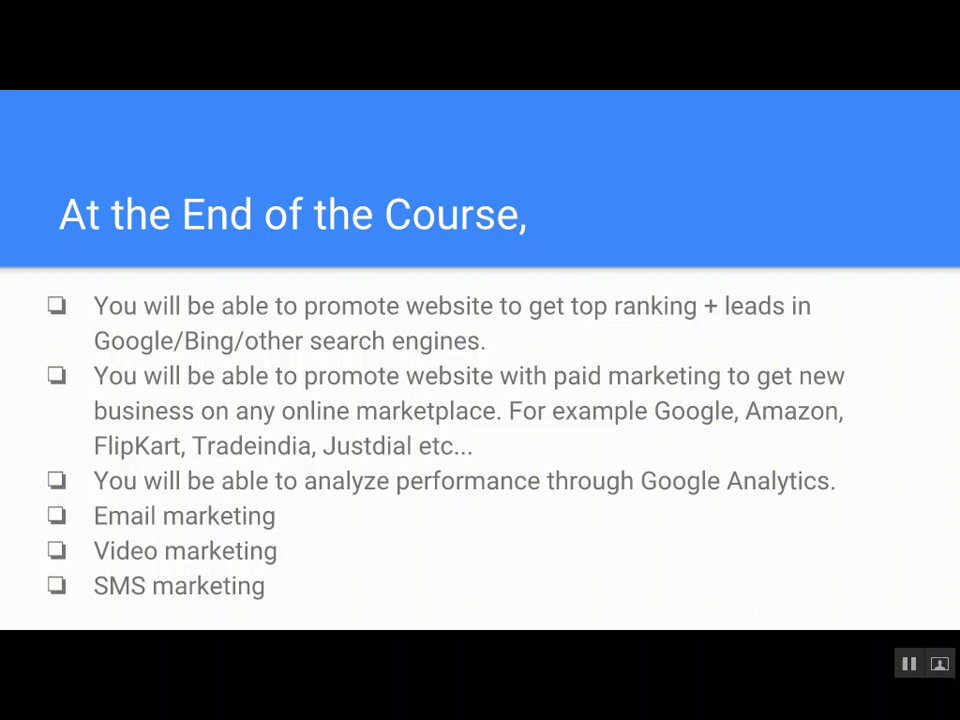 At the End of the Course,
❏ You will be able to promote website to get top ranking + leads in
Google/Bing/other search engines.
❏ You will be able to promote website with paid marketing to get new
business on any online marketplace. For example Google, Amazon,
FlipKart, Tradeindia, Justdial etc...
❏ You will be able to analyze performance through Google Analytics.
❏ Email marketing
❏ Video marketing
❏ SMS marketing